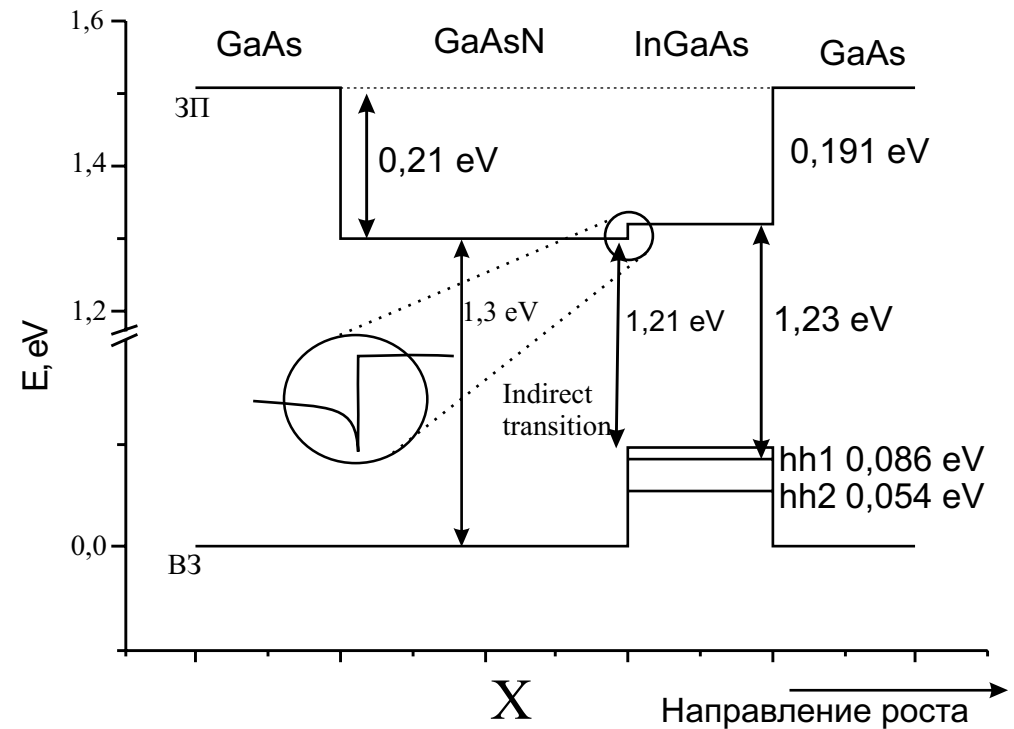 1,6
GaAs
GaAsN
InGaAs
GaAs
ЗП
0,21 eV
0,191 eV
1,4
1,2
1,3 eV
1,21 eV
1,23 eV
E, eV
Indirect
transition
hh1 0,086 eV
hh2 0,054 eV
0,0
ВЗ
X
Направление роста